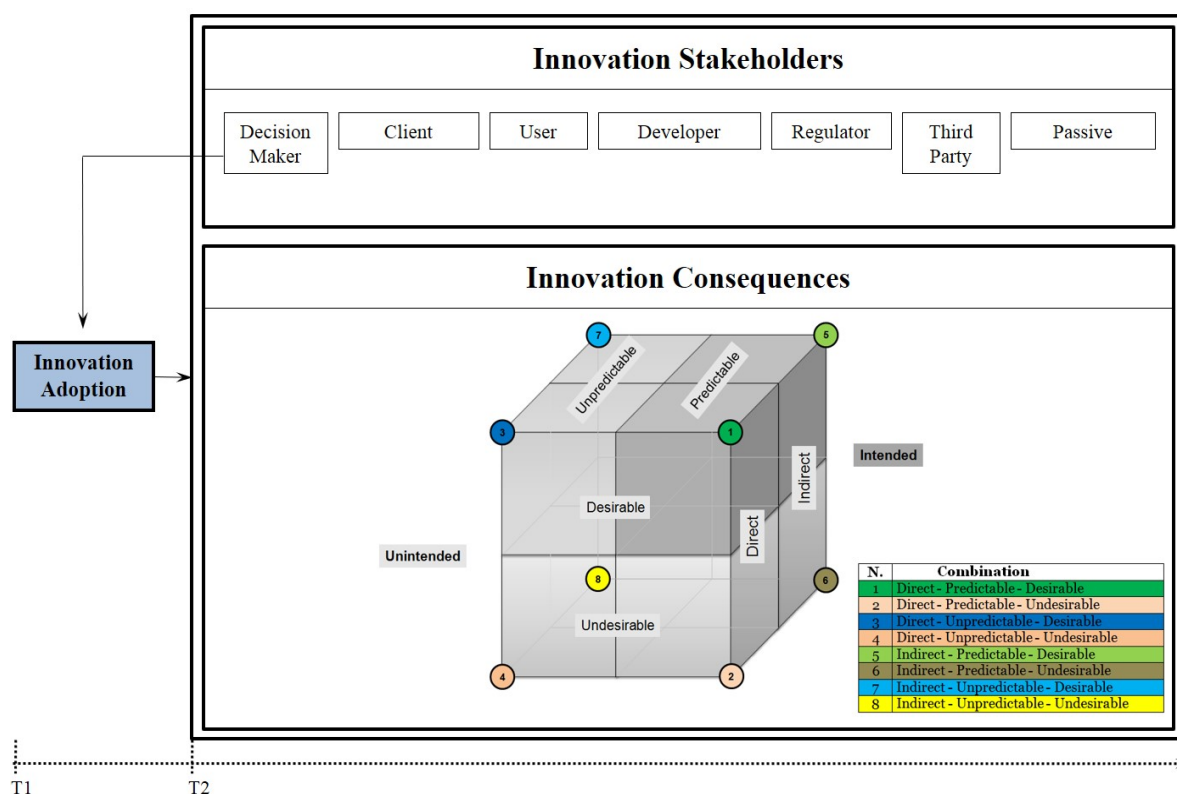 Innovation Stakeholders
Decision
Maker
Client
User
Developer
Regulator
Third
Party
Passive
Innovation Consequences
Innovation
Adoption
7
5
Unpredictable
Predictable
3
1
Intended
Indirect
Desirable
Direct
Unintended
8
6
Undesirable
4
2
N. Combination
1 Direct - Predictable - Desirable
2 Direct - Predictable - Undesirable
3 Direct - Unpredictable - Desirable
4 Direct - Unpredictable - Undesirable
5 Indirect - Predictable - Desirable
6 Indirect - Predictable - Undesirable
7 Indirect - Unpredictable - Desirable
8 Indirect - Unpredictable - Undesirable
T1
T2